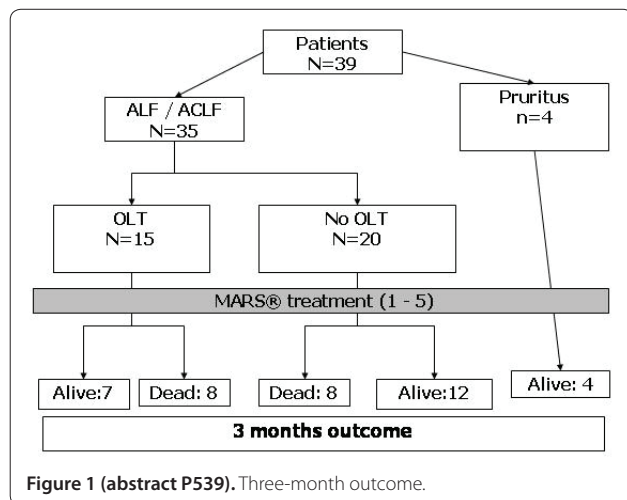 Patients
N=39
ALF / ACLF
N=35
Pruritus
n=4
OLT
N=15
No OLT
N=20
MARS® treatment (1 - 5)
Alive:7
Dead: 8
Dead: 8
Alive:12
Alive: 4
3 months outcome
Figure 1 (abstract P539). Three-month outcome.